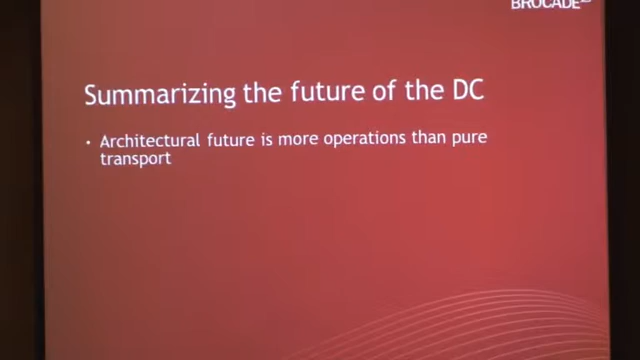 BROCADE
Summarizing the future of the DC
• Architectural future is more operations than pure
transport